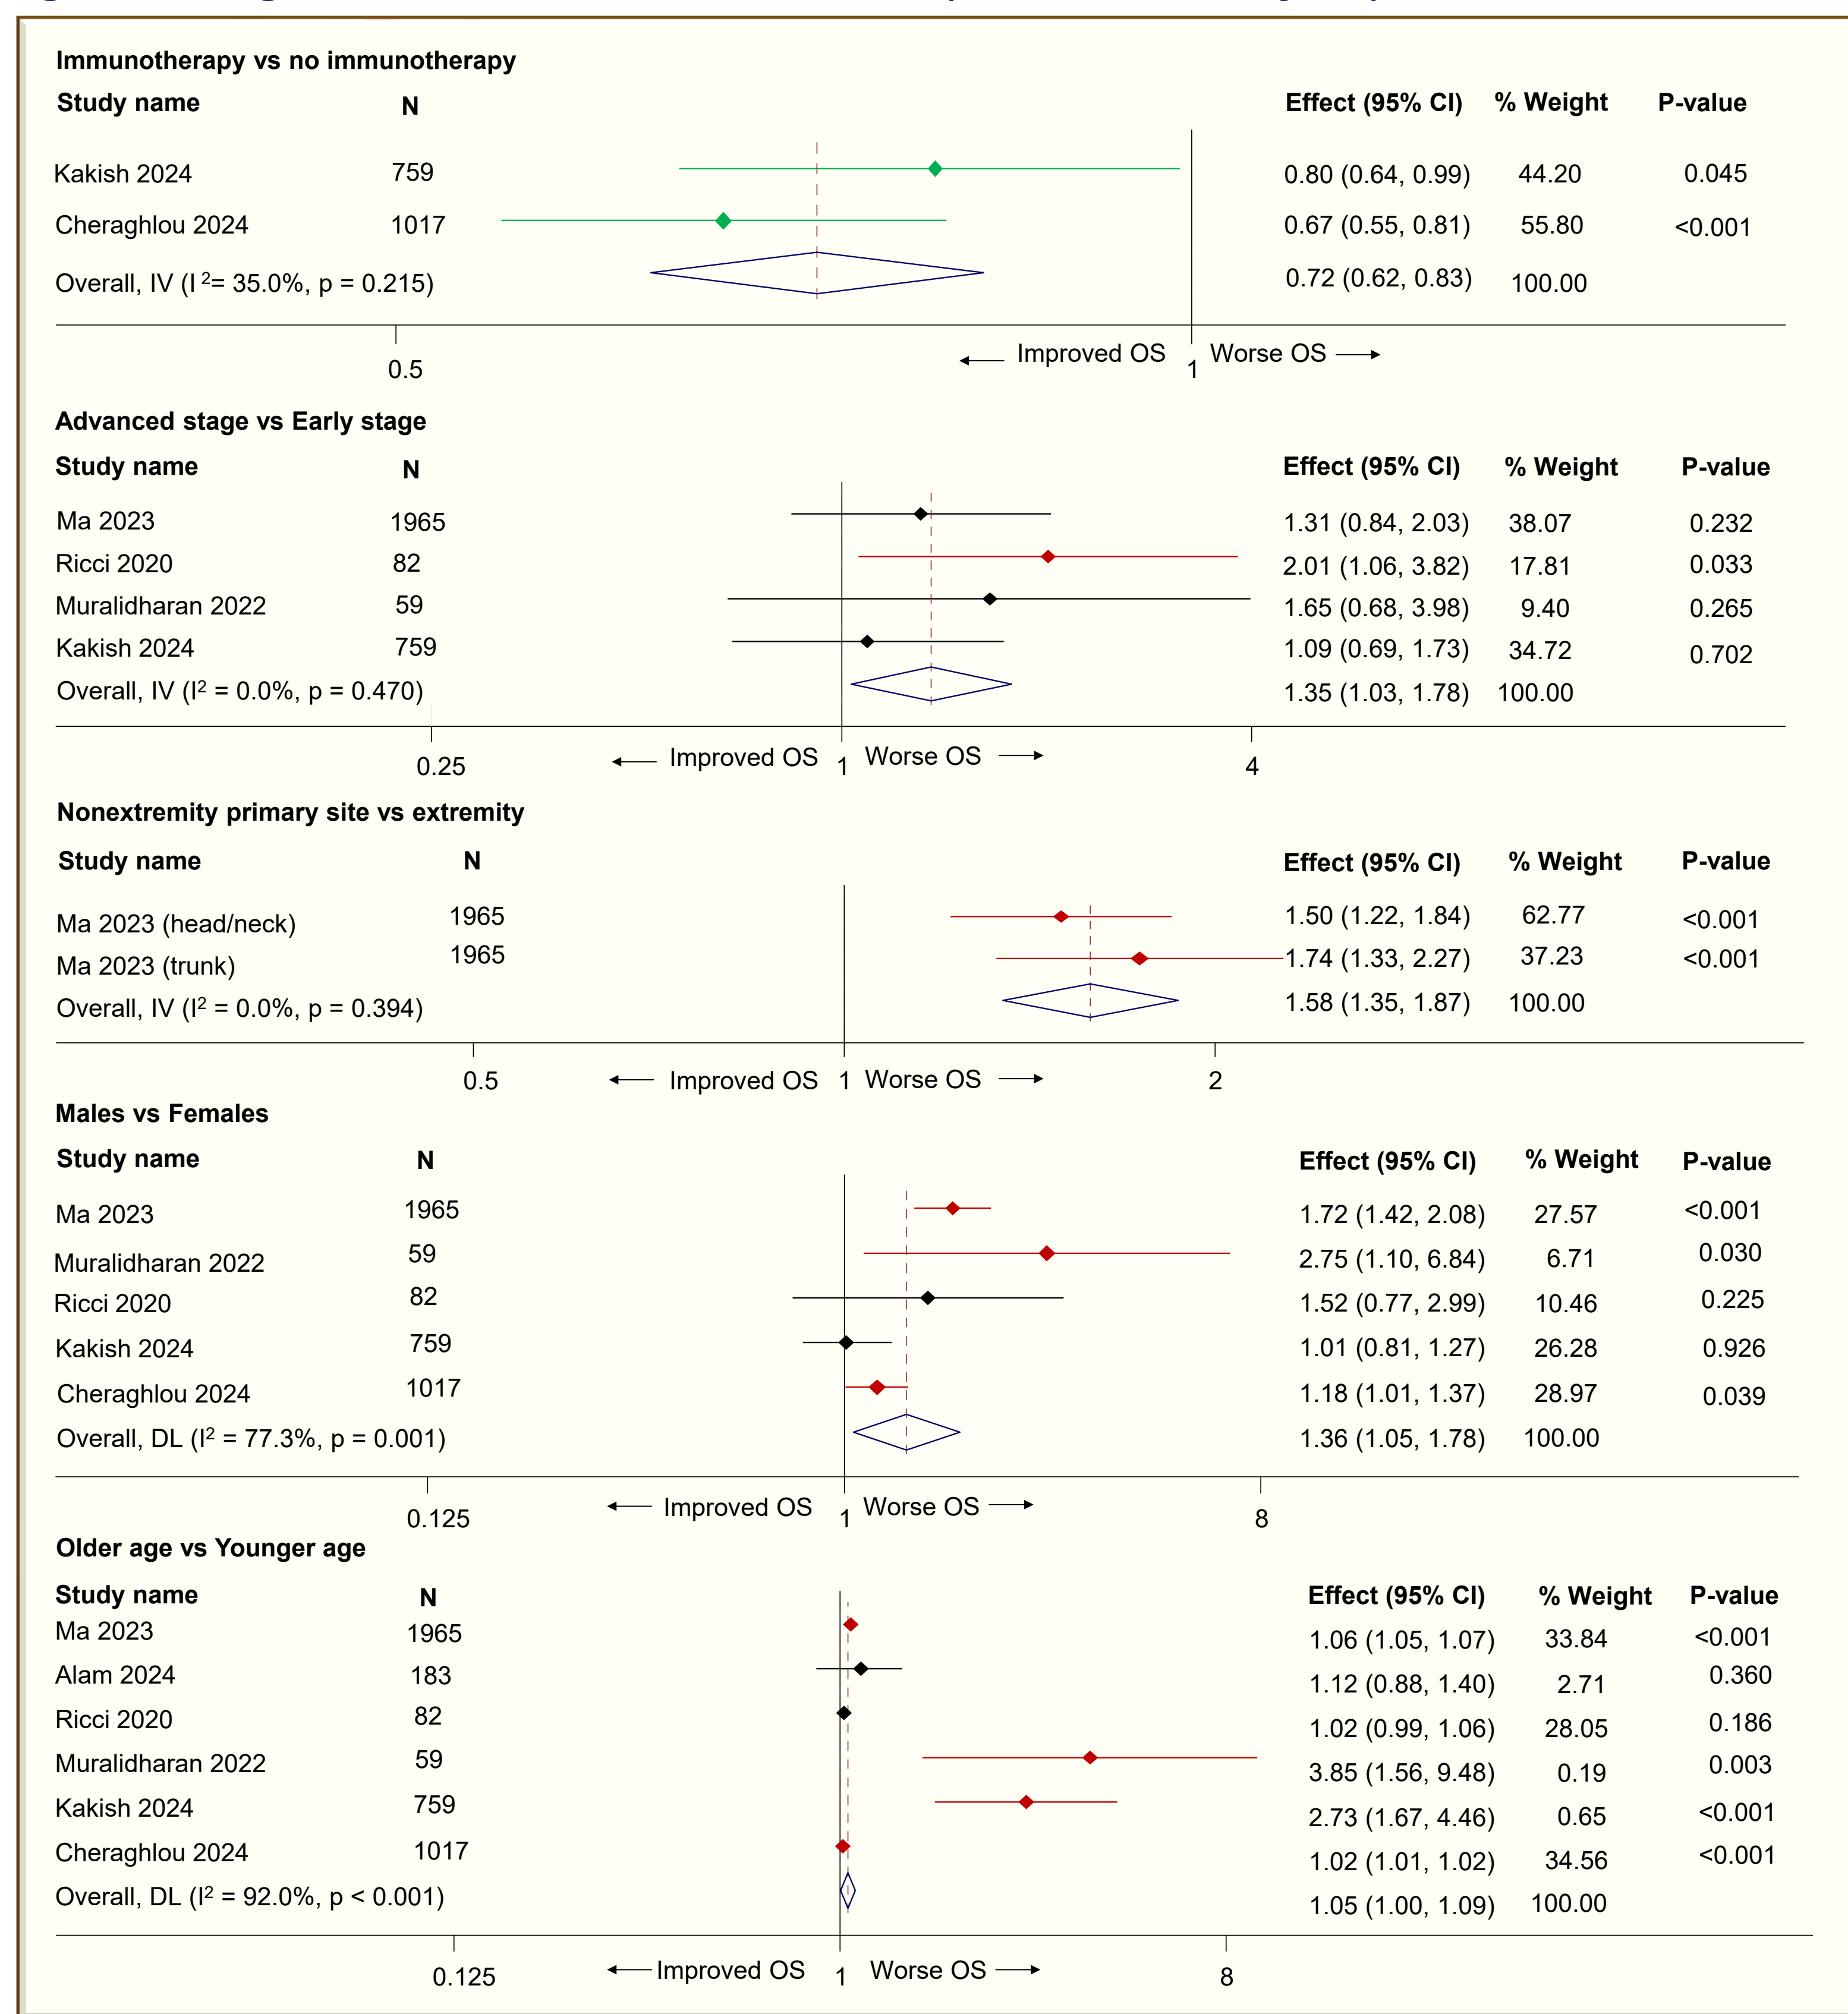 Immunotherapy vs no immunotherapy
Study name N Effect (95% CI) % Weight P-value
Kakish 2024 759 0.80 (0.64, 0.99) 44.20 0.045
Cheraghlou 2024 1017 0.67 (0.55, 0.81) 55.80 <0.001
Overall, IV (I²= 35.0%, p = 0.215) 0.72 (0.62, 0.83) 100.00
Improved OS Worse OS
0.5 1
Advanced stage vs Early stage
Study name N Effect (95% CI) % Weight P-value
Ma 2023 1965 1.31 (0.84, 2.03) 38.07 0.232
Ricci 2020 82 2.01 (1.06, 3.82) 17.81 0.033
Muralidharan 2022 59 1.65 (0.68, 3.98) 9.40 0.265
Kakish 2024 759 1.09 (0.69, 1.73) 34.72 0.702
Overall, IV (I² = 0.0%, p = 0.470) 1.35 (1.03, 1.78) 100.00
Improved OS Worse OS
0.25 1 4
Nonextremity primary site vs extremity
Study name N Effect (95% CI) % Weight P-value
Ma 2023 (head/neck) 1965 1.50 (1.22, 1.84) 62.77 <0.001
Ma 2023 (trunk) 1965 1.74 (1.33, 2.27) 37.23 <0.001
Overall, IV (I² = 0.0%, p = 0.394) 1.58 (1.35, 1.87) 100.00
0.5 Improved OS 1 Worse OS 2
Males vs Females
Study name N Effect (95% CI) % Weight P-value
Ma 2023 1965 1.72 (1.42, 2.08) 27.57 <0.001
Muralidharan 2022 59 2.75 (1.10, 6.84) 6.71 0.030
Ricci 2020 82 1.52 (0.77, 2.99) 10.46 0.225
Kakish 2024 759 1.01 (0.81, 1.27) 26.28 0.926
Cheraghlou 2024 1017 1.18 (1.01, 1.37) 28.97 0.039
Overall, DL (I² = 77.3%, p = 0.001) 1.36 (1.05, 1.78) 100.00
Improved OS Worse OS
0.125 1 8
Older age vs Younger age
Study name N Effect (95% CI) % Weight P-value
Ma 2023 1965 1.06 (1.05, 1.07) 33.84 <0.001
Alam 2024 183 1.12 (0.88, 1.40) 2.71 0.360
Ricci 2020 82 1.02 (0.99, 1.06) 28.05 0.186
Muralidharan 2022 59 3.85 (1.56, 9.48) 0.19 0.003
Kakish 2024 759 2.73 (1.67, 4.46) 0.65 <0.001
Cheraghlou 2024 1017 1.02 (1.01, 1.02) 34.56 <0.001
Overall, DL (I² = 92.0%, p < 0.001) 1.05 (1.00, 1.09) 100.00
0.125 Improved OS 1 Worse OS 8